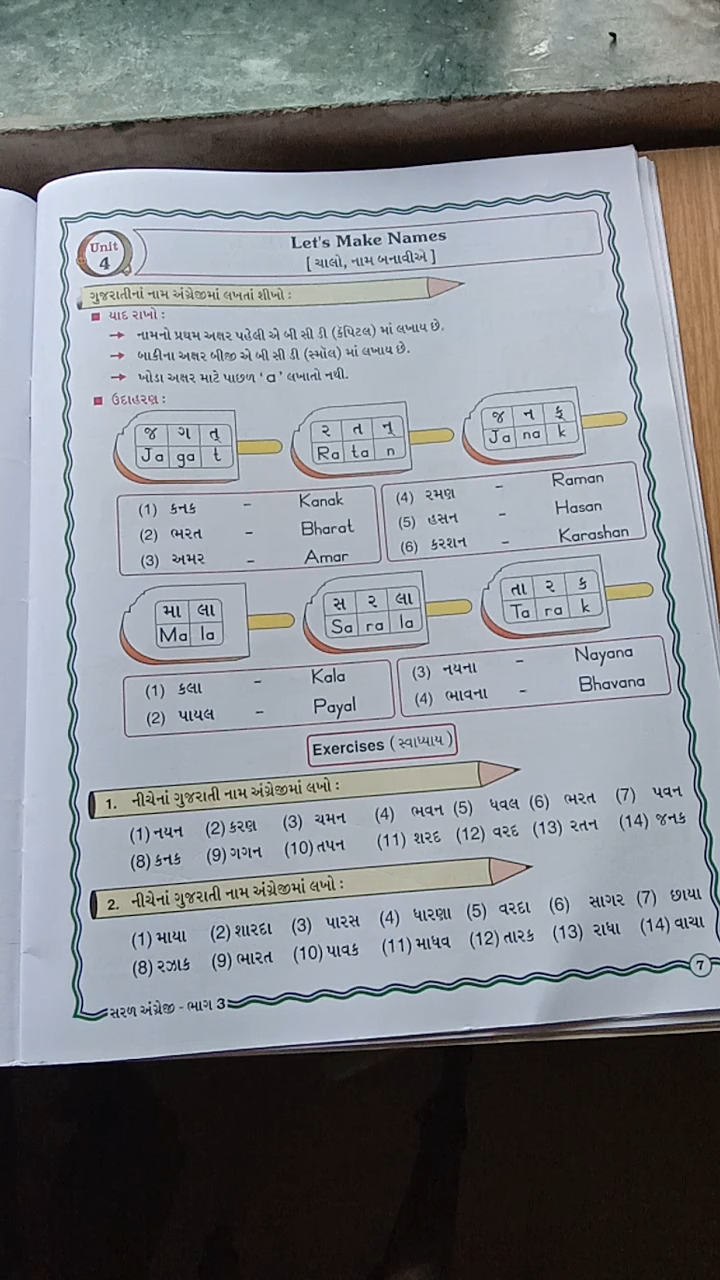 Unit
4
Let's Make Names
[ ચાલો, નામ બનાવીએ ]
ગુજરાતીનાં નામ અંગ્રેજીમાં લખતાં શીખો :
યાદ રાખો :
→ નામનો પ્રથમ અક્ષર પહેલી એ બી સી ડી (કૅપિટલ) માં લખાય છે.
→ બાકીના અક્ષર બીજી એ બી સી ડી (સ્મૉલ) માં લખાય છે.
→ ખોડા અક્ષર માટે પાછળ ‘a’ લખાતો નથી.
ઉદાહરણ :
જ ગ ત્
Ja ga t
ર ત ન્
Ra ta n
જ ન ક્
Ja na k
(1) કનક – Kanak
(2) ભરત – Bharat
(3) અમર – Amar
(4) રમણ – Raman
(5) હસન – Hasan
(6) કરશન – Karashan
મા લા
Ma la
સ ર લા
Sa ra la
તા ર ક
Ta ra k
(1) કલા – Kala
(2) પાયલ – Payal
(3) નયના – Nayana
(4) ભાવના – Bhavana
Exercises ( સ્વાધ્યાય )
1. નીચેનાં ગુજરાતી નામ અંગ્રેજીમાં લખો :
(1) નયન (2) કરણ (3) ચમન (4) ભવન (5) ધવલ (6) ભરત (7) પવન
(8) કનક (9) ગગન (10) તપન (11) શરદ (12) વરદ (13) રતન (14) જનક
2. નીચેનાં ગુજરાતી નામ અંગ્રેજીમાં લખો :
(1) માયા (2) શારદા (3) પારસ (4) ધારણા (5) વરદા (6) સાગર (7) છાયા
(8) રઝાક (9) ભારત (10) પાવક (11) માધવ (12) તારક (13) રાધા (14) વાચા
સરળ અંગ્રેજી - ભાગ 3
7